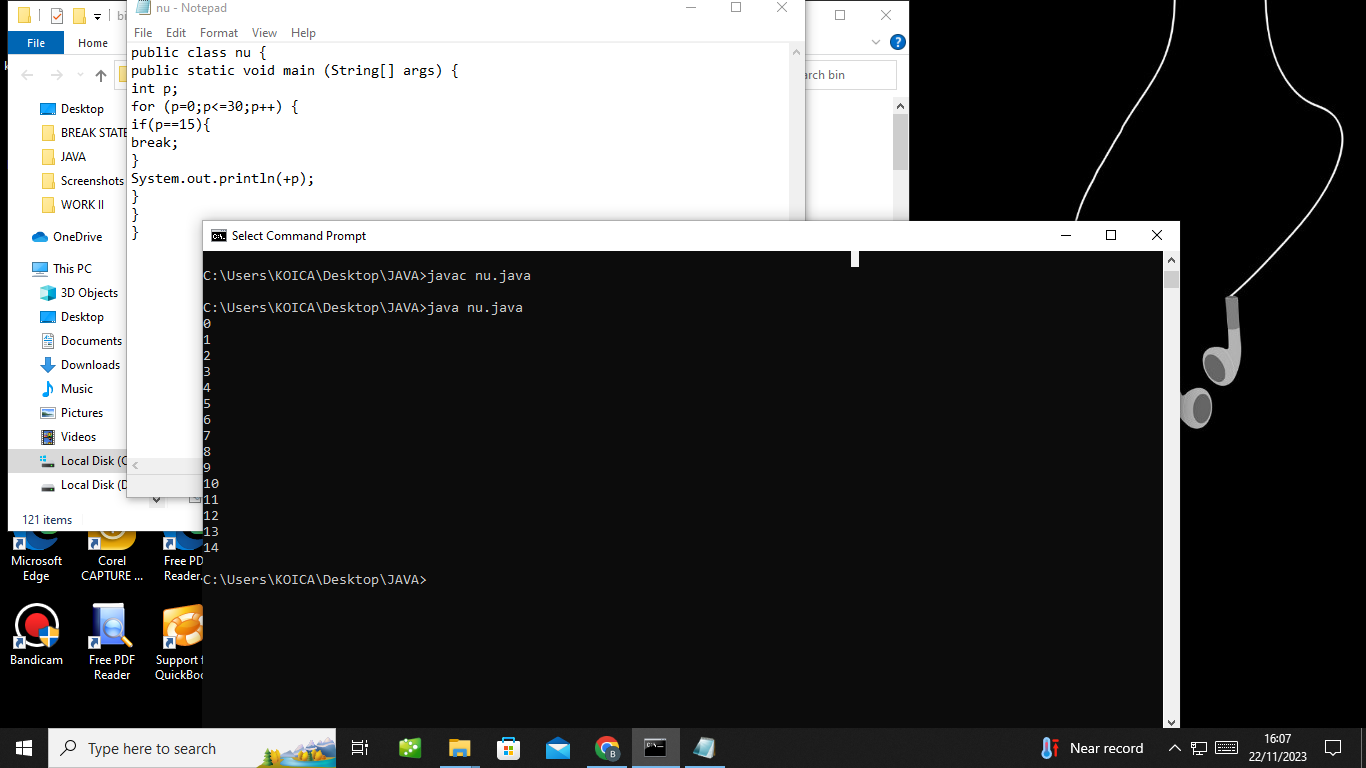 nu - Notepad
File Edit Format View Help
public class nu {
public static void main (String[] args) {
int p;
for (p=0;p<=30;p++) {
if(p==15){
break;
}
System.out.println(+p);
}
}
}
File Home
Desktop
BREAK STATE
JAVA
Screenshots
WORK II
OneDrive
This PC
3D Objects
Desktop
Documents
Downloads
Music
Pictures
Videos
Local Disk (C
Local Disk (D
121 items
arch bin
?
Select Command Prompt
C:\Users\KOICA\Desktop\JAVA>javac nu.java
C:\Users\KOICA\Desktop\JAVA>java nu.java
0
1
2
3
4
5
6
7
8
9
10
11
12
13
14
C:\Users\KOICA\Desktop\JAVA>
Microsoft
Edge
Corel
CAPTURE ...
Free PD
Reader.
Bandicam
Free PDF
Reader
Support f
QuickBoo
Type here to search
B
Near record
16:07
22/11/2023